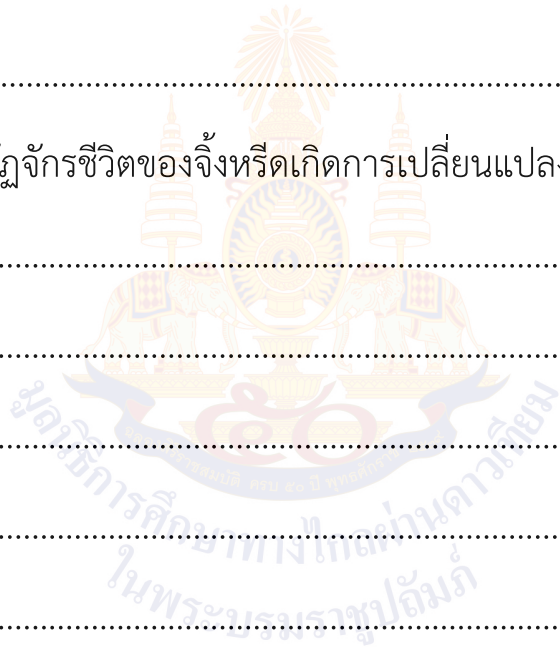 ัฏจักรชีวิตของจิ้งหรีดเกิดการเปลี่ยนแปลง
๕๐
มูลนิธิการศึกษาทางไกลผ่านดาวเทียม
ในพระราชูปถัมภ์